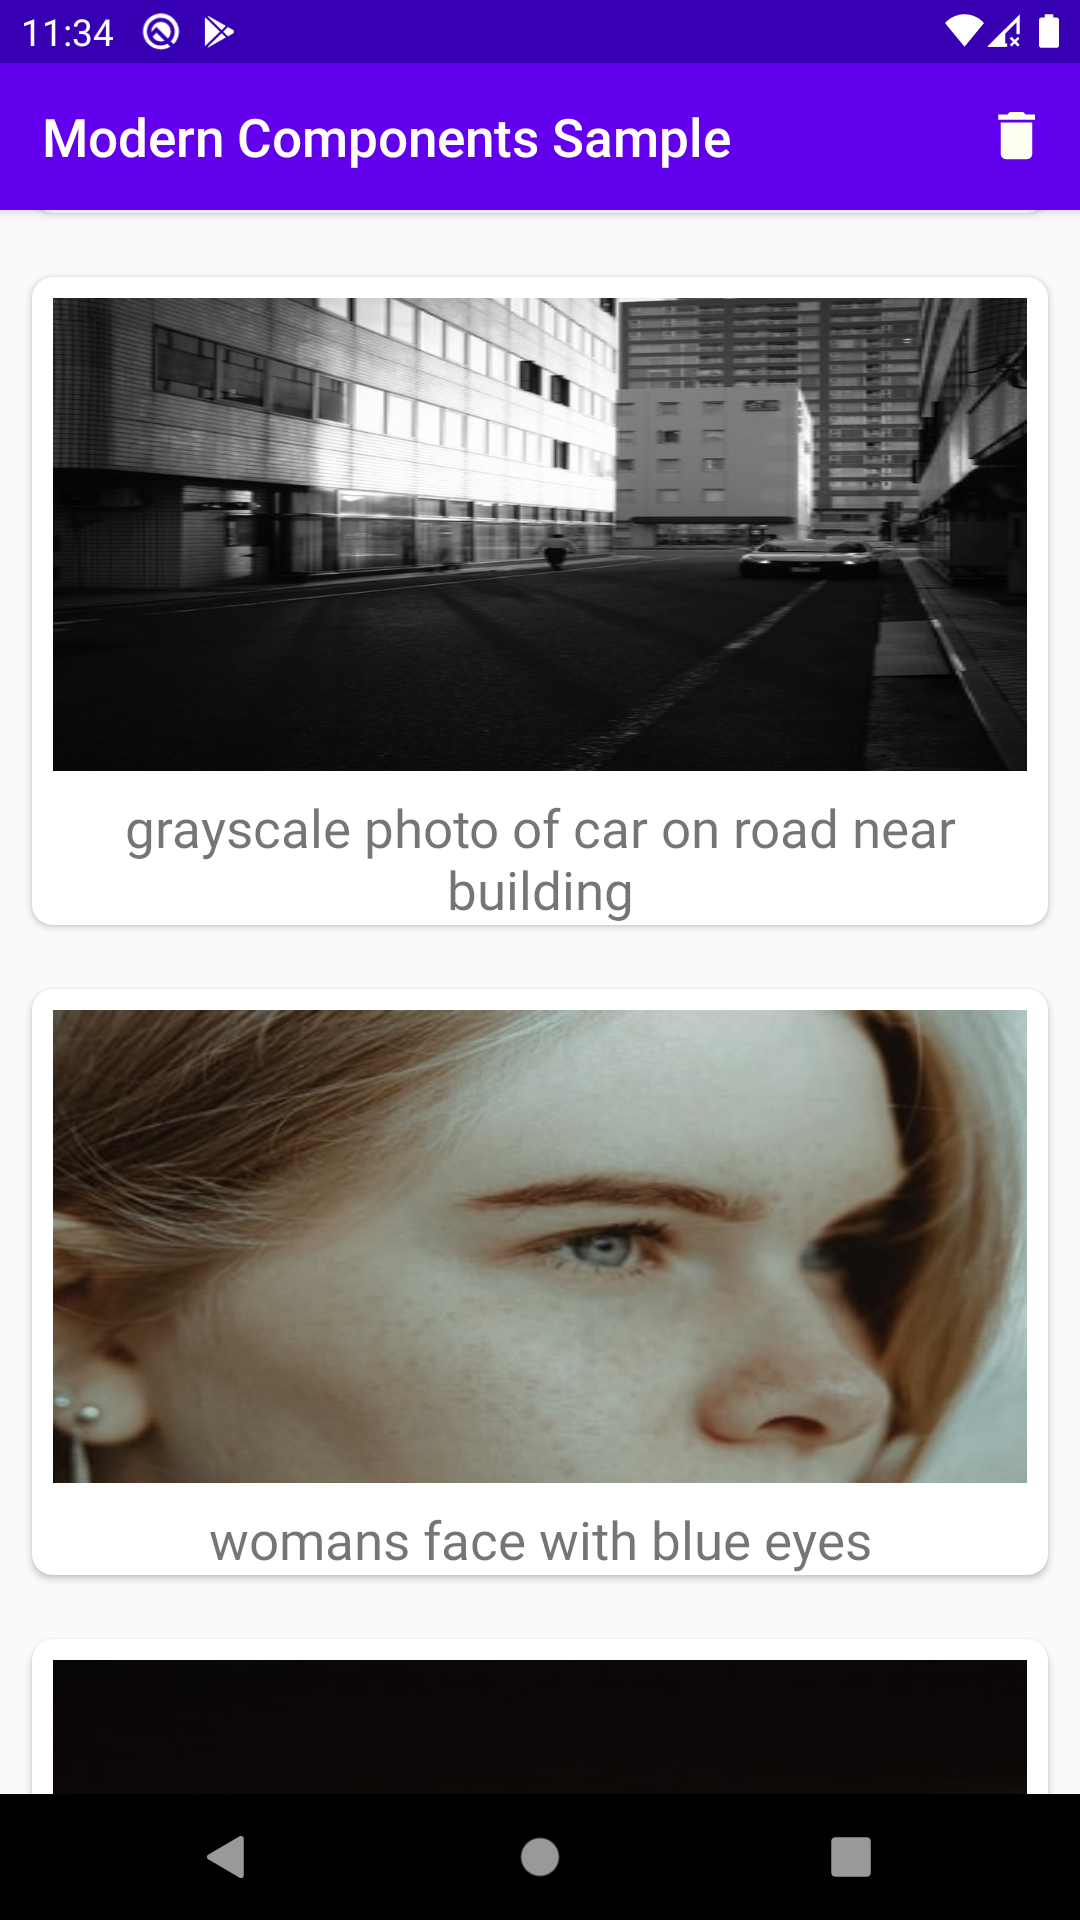 11:34
Modern Components Sample
grayscale photo of car on road near
building
womans face with blue eyes